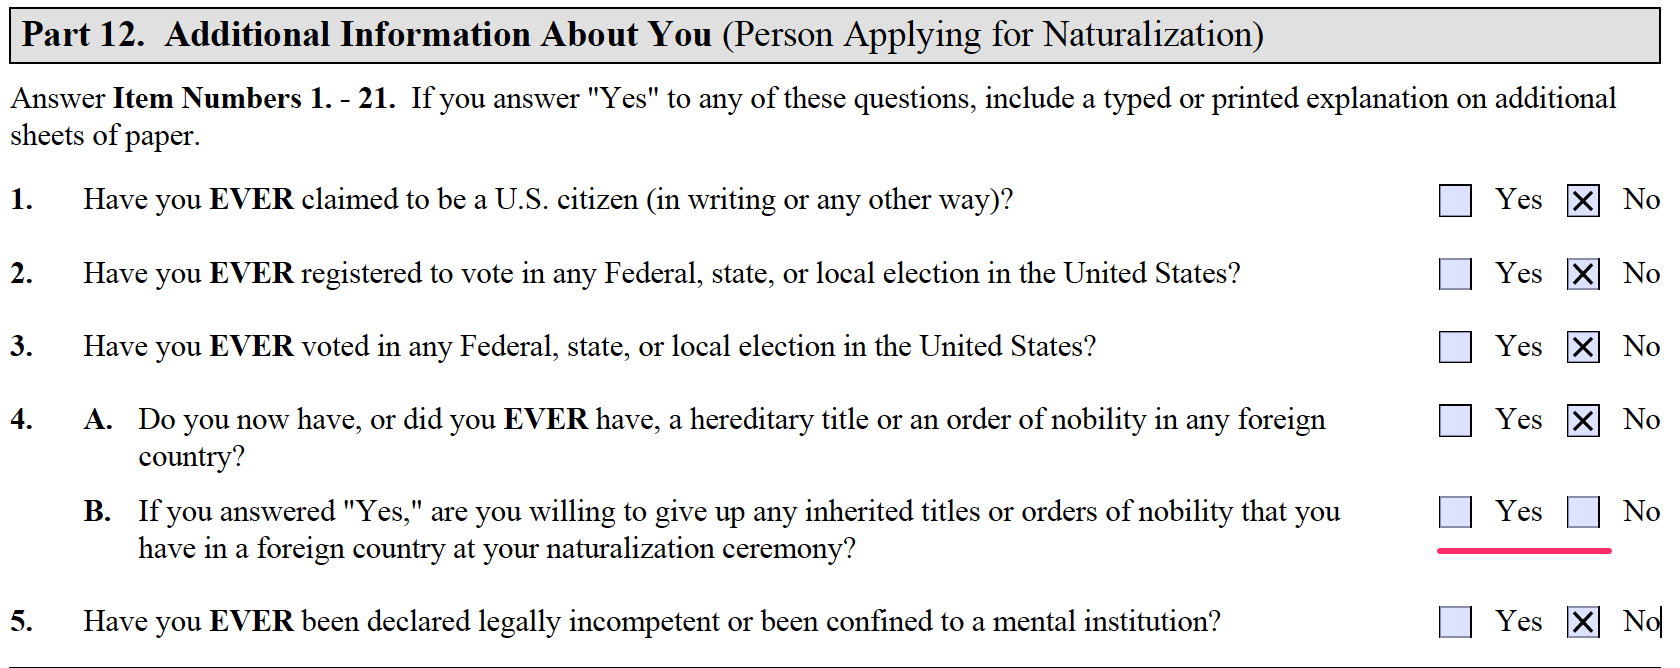 Part 12. Additional Information About You (Person Applying for Naturalization)
Answer Item Numbers 1. - 21. If you answer "Yes" to any of these questions, include a typed or printed explanation on additional
sheets of paper.
1. Have you EVER claimed to be a U.S. citizen (in writing or any other way)? Yes No
2. Have you EVER registered to vote in any Federal, state, or local election in the United States? Yes No
3. Have you EVER voted in any Federal, state, or local election in the United States? Yes No
4. A. Do you now have, or did you EVER have, a hereditary title or an order of nobility in any foreign Yes No
country?
B. If you answered "Yes," are you willing to give up any inherited titles or orders of nobility that you Yes No
have in a foreign country at your naturalization ceremony?
5. Have you EVER been declared legally incompetent or been confined to a mental institution? Yes No